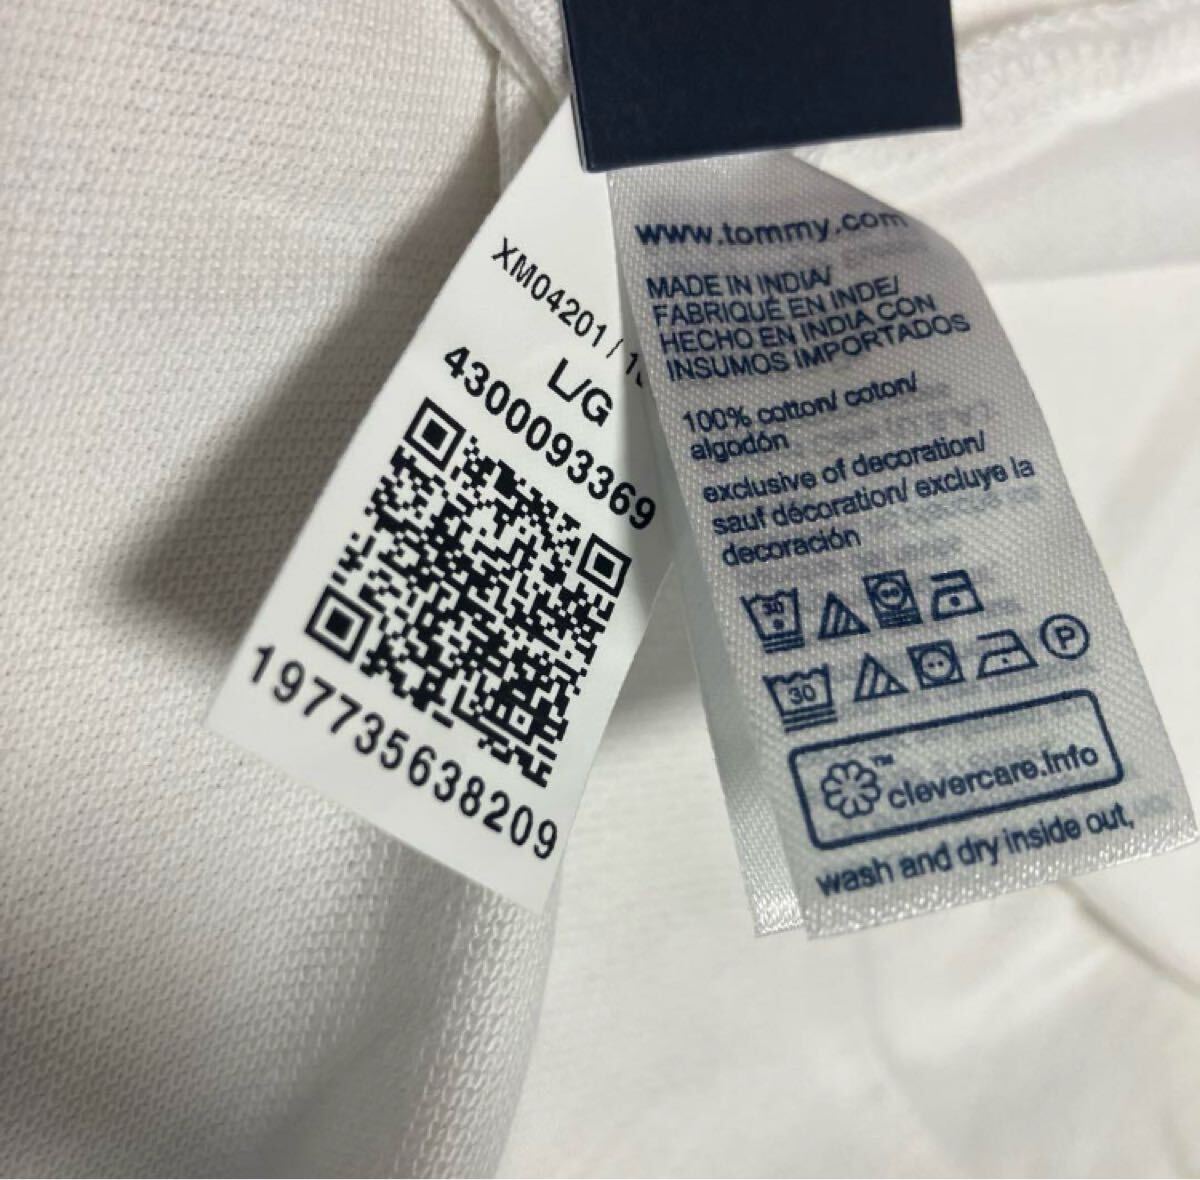 XM04201 /
L/G
4300093369
197735638209
www.tommy.com
MADE IN INDIA/
FABRIQUÉ EN INDE/
HECHO EN INDIA CON
INSUMOS IMPORTADOS
100% cotton/ coton/
algodón
exclusive of decoration/
sauf décoration/ excluye la
decoración
30
30 P
clevercare.info
TM
wash and dry inside out,